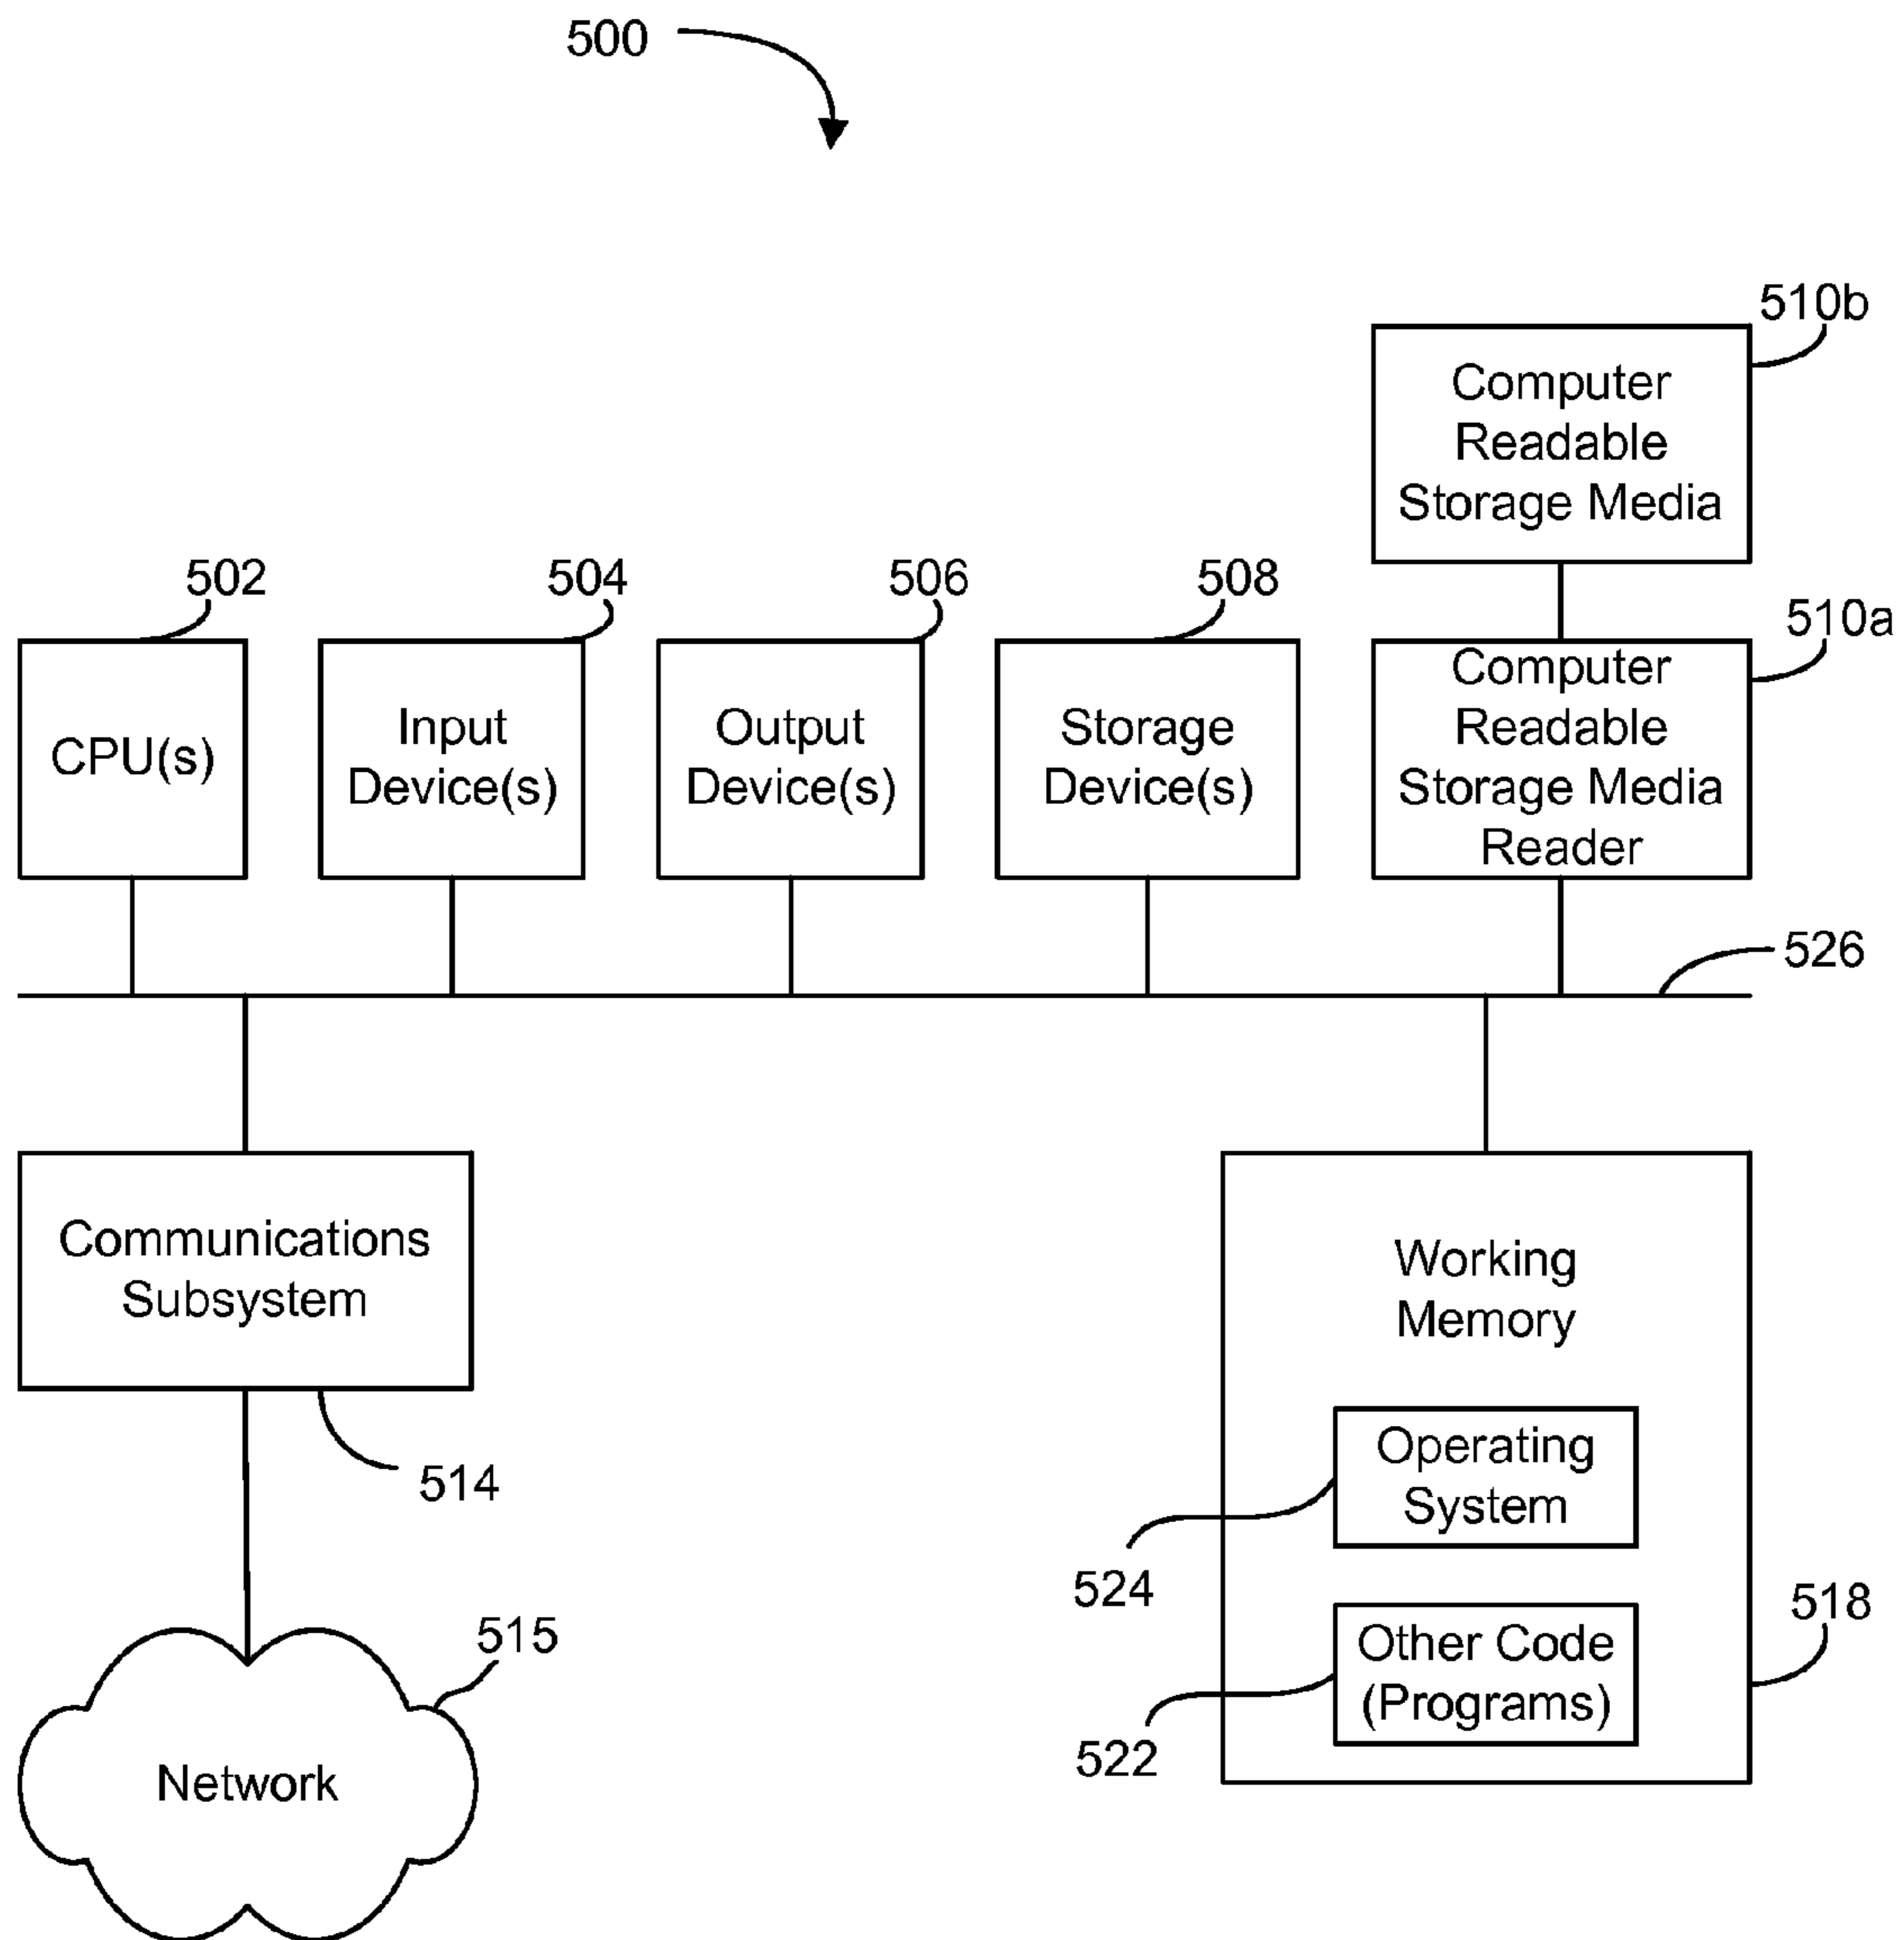 500
510b
Computer
Readable
Storage Media
502
504
506
508
510a
CPU(s)
Input
Device(s)
Output
Device(s)
Storage
Device(s)
Computer
Readable
Storage Media
Reader
526
Communications
Subsystem
514
Working
Memory
Operating
System
524
Other Code
(Programs)
522
518
515
Network